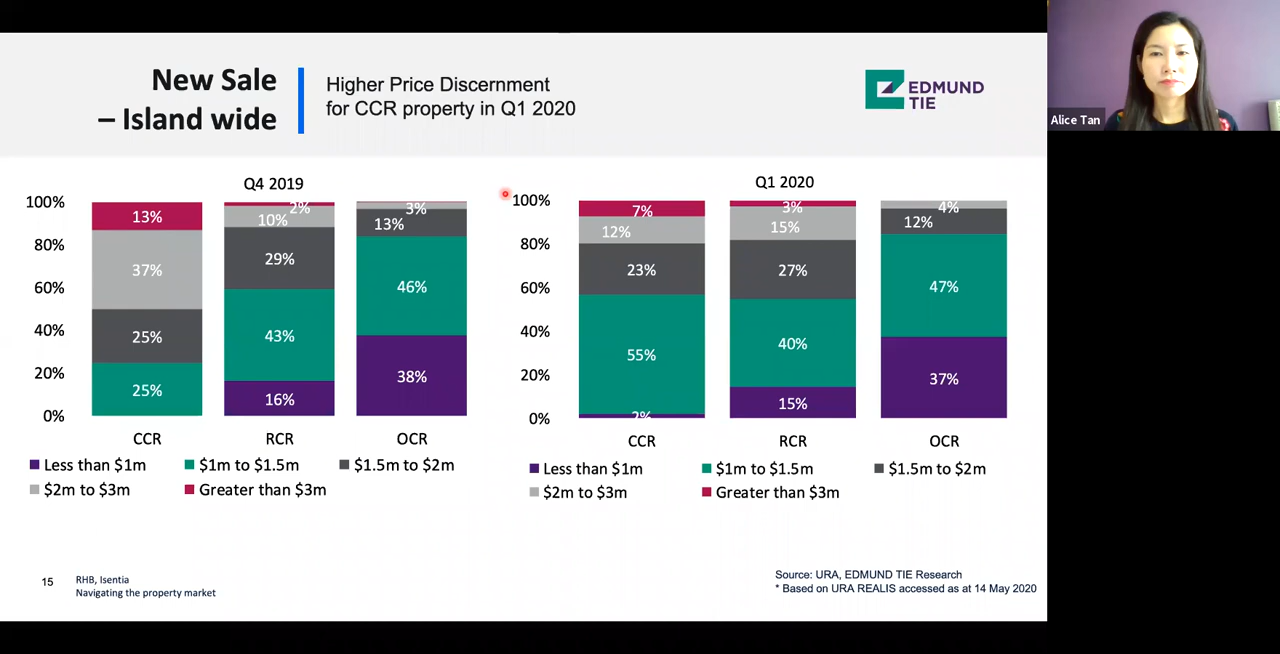 New Sale
– Island wide
Higher Price Discernment
for CCR property in Q1 2020
EDMUND
TIE
Alice Tan
Q4 2019
100%
80%
60%
40%
20%
0%
13%
37%
25%
25%
2%
10%
29%
43%
16%
3%
13%
46%
38%
CCR
RCR
OCR
Less than $1m
$1m to $1.5m
$1.5m to $2m
$2m to $3m
Greater than $3m
Q1 2020
100%
80%
60%
40%
20%
0%
7%
12%
23%
55%
2%
3%
15%
27%
40%
15%
4%
12%
47%
37%
CCR
RCR
OCR
Less than $1m
$1m to $1.5m
$1.5m to $2m
$2m to $3m
Greater than $3m
15
RHB, Isentia
Navigating the property market
Source: URA, EDMUND TIE Research
* Based on URA REALIS accessed as at 14 May 2020